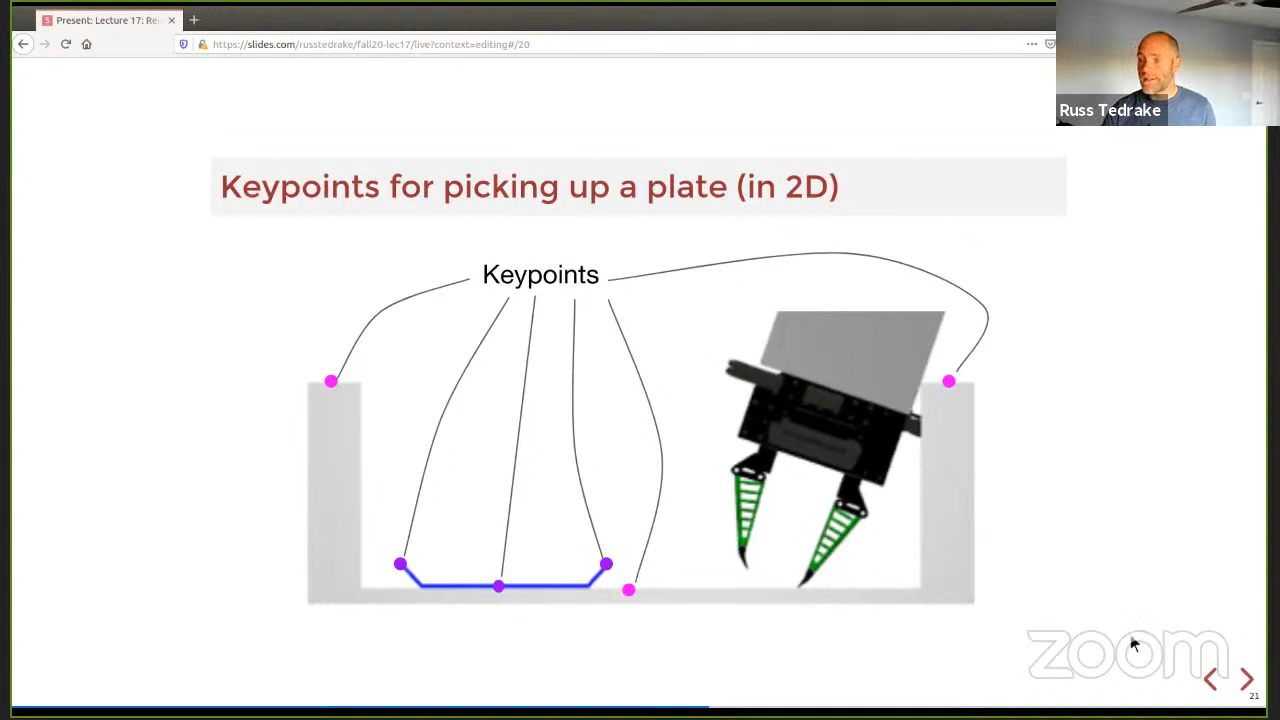 Present: Lecture 17: Rei
https://slides.com/russtedrake/fall20-lec17/live?context=editing#/20
Russ Tedrake
Keypoints for picking up a plate (in 2D)
Keypoints
zoom
21